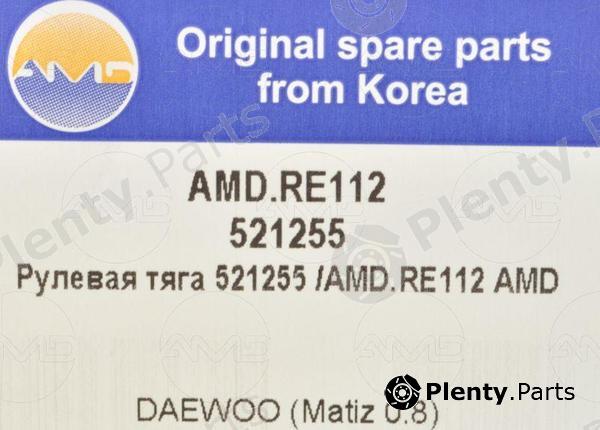 AMD
Original spare parts
from Korea
AMD.RE112
521255
Рулевая тяга 521255 /AMD.RE112 AMD
DAEWOO (Matiz 0.8)
Plenty.Parts